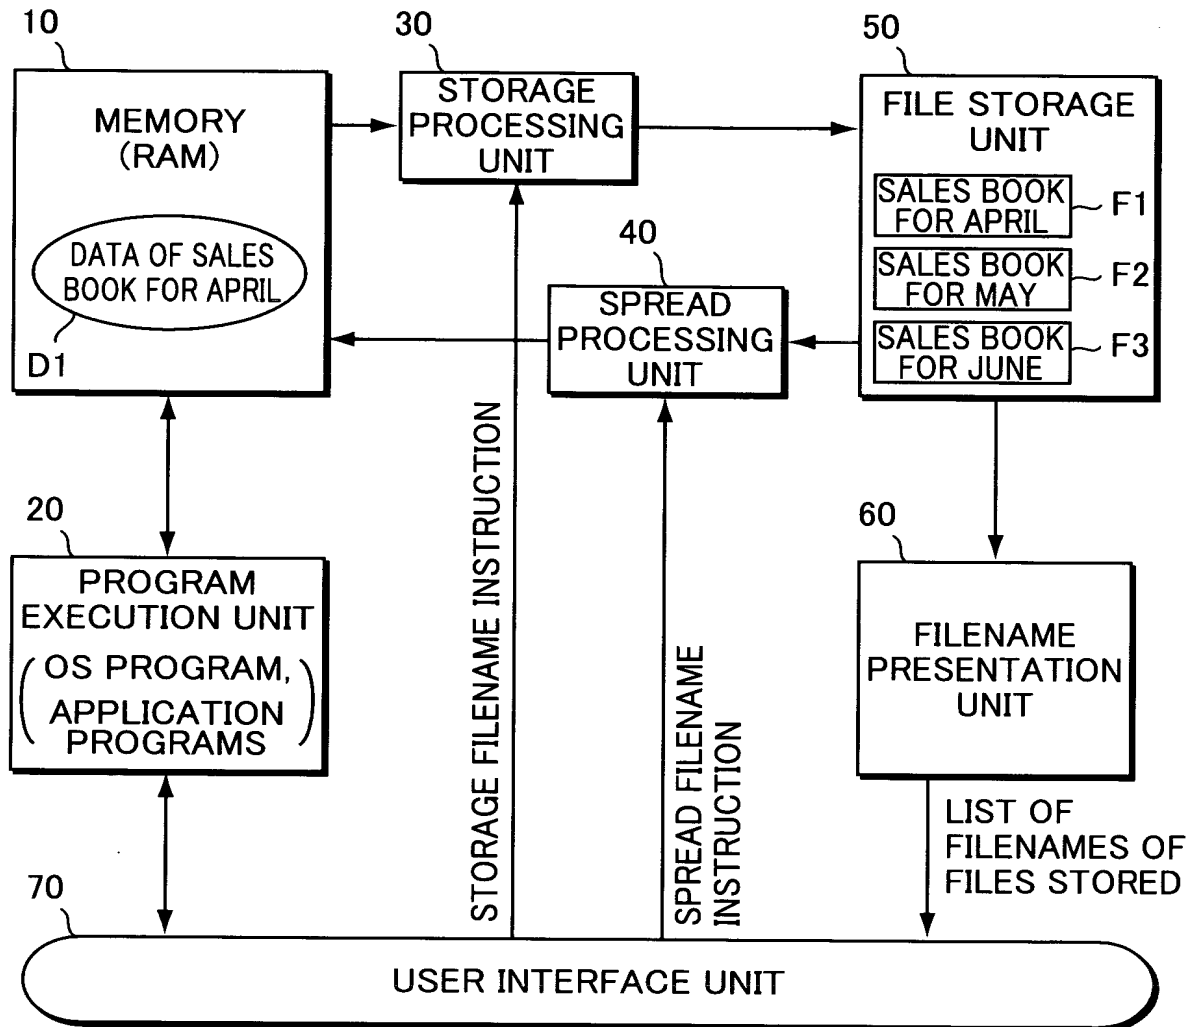 10
MEMORY
(RAM)
DATA OF SALES
BOOK FOR APRIL
D1
30
STORAGE
PROCESSING
UNIT
50
FILE STORAGE
UNIT
SALES BOOK
FOR APRIL
F1
SALES BOOK
FOR MAY
F2
SALES BOOK
FOR JUNE
F3
40
SPREAD
PROCESSING
UNIT
20
PROGRAM
EXECUTION UNIT
(OS PROGRAM,
APPLICATION
PROGRAMS)
STORAGE FILENAME INSTRUCTION
SPREAD FILENAME
INSTRUCTION
60
FILENAME
PRESENTATION
UNIT
LIST OF
FILENAMES OF
FILES STORED
70
USER INTERFACE UNIT